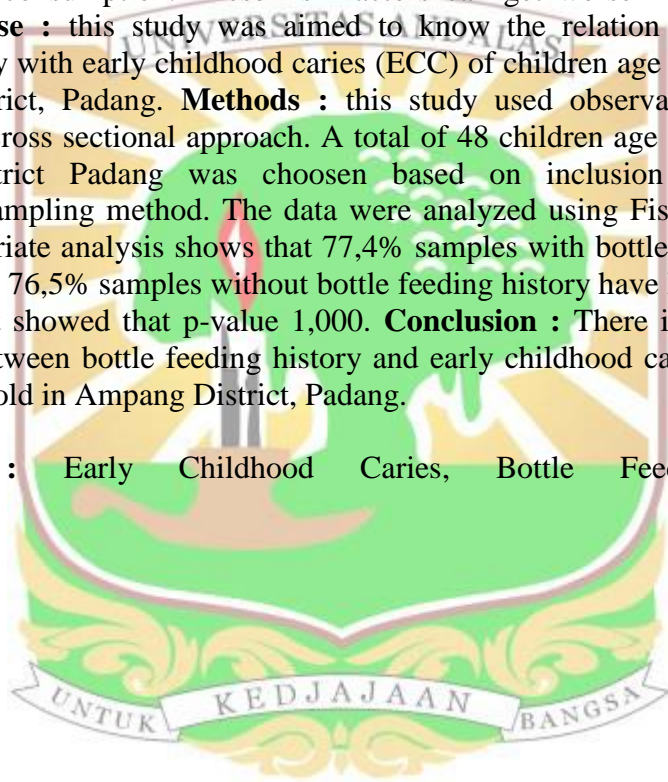 se : this study was aimed to know the relation
y with early childhood caries (ECC) of children age
rict, Padang. Methods : this study used observa
ross sectional approach. A total of 48 children age
trict Padang was choosen based on inclusion
ampling method. The data were analyzed using Fis
riate analysis shows that 77,4% samples with bottle
76,5% samples without bottle feeding history have
showed that p-value 1,000. Conclusion : There i
tween bottle feeding history and early childhood ca
old in Ampang District, Padang.
: Early Childhood Caries, Bottle Fee
UNIVERSITAS ANDALAS
UNTUK KEDJAJAAN BANGSA